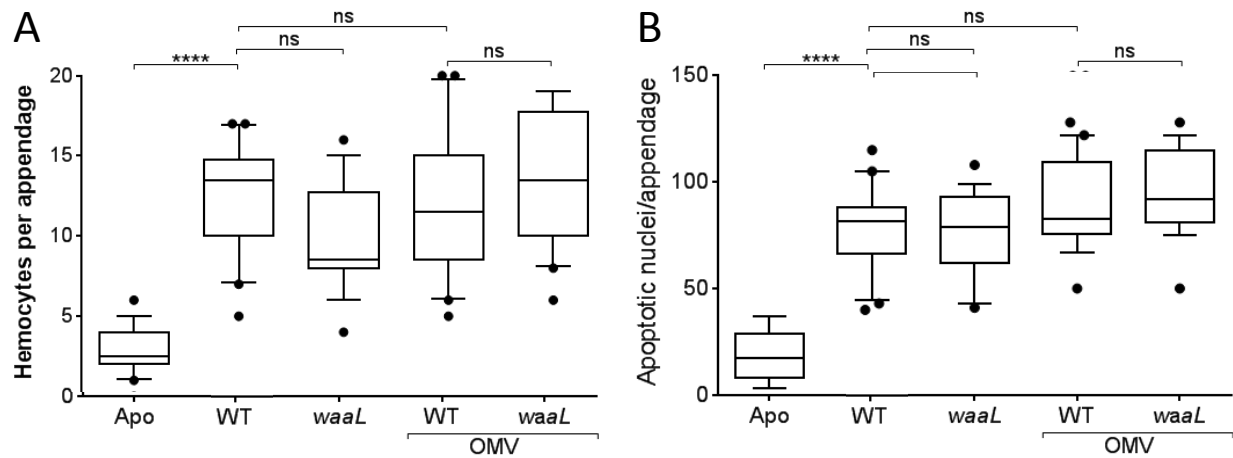 A
ns
ns
ns
****
Hemocytes per appendage
20
15
10
5
0
Apo
WT
waaL
WT
waaL
OMV
B
ns
ns
ns
****
Apoptotic nuclei/appendage
150
100
50
0
Apo
WT
waaL
WT
waaL
OMV